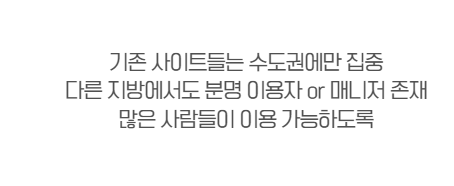 기존 사이트들는 수도권에만 집중
다른 지방에서도 분명 이용자 or 매니저 존재
많은 사람들이 이용 가능하도록